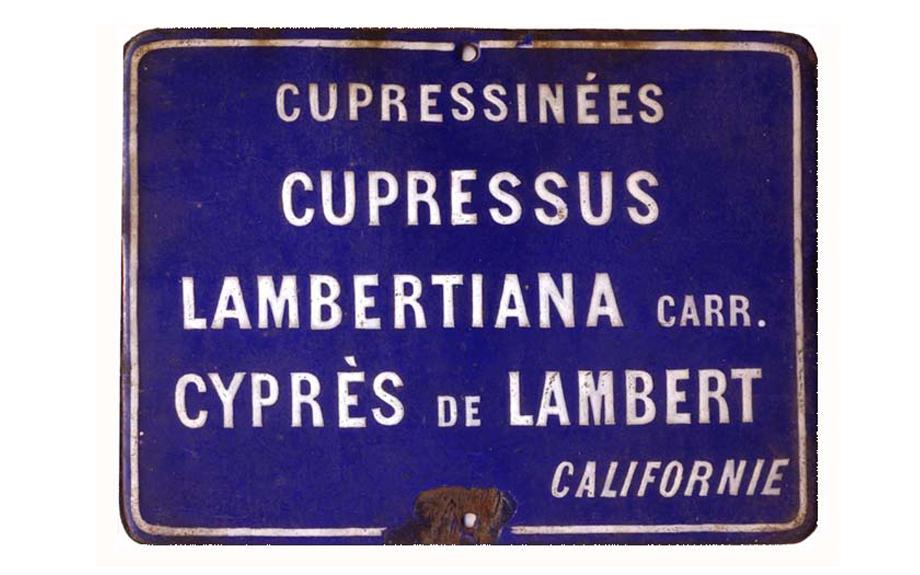 CUPRESSINÉES
CUPRESSUS
LAMBERTIANA CARR.
CYPRÈS DE LAMBERT
CALIFORNIE